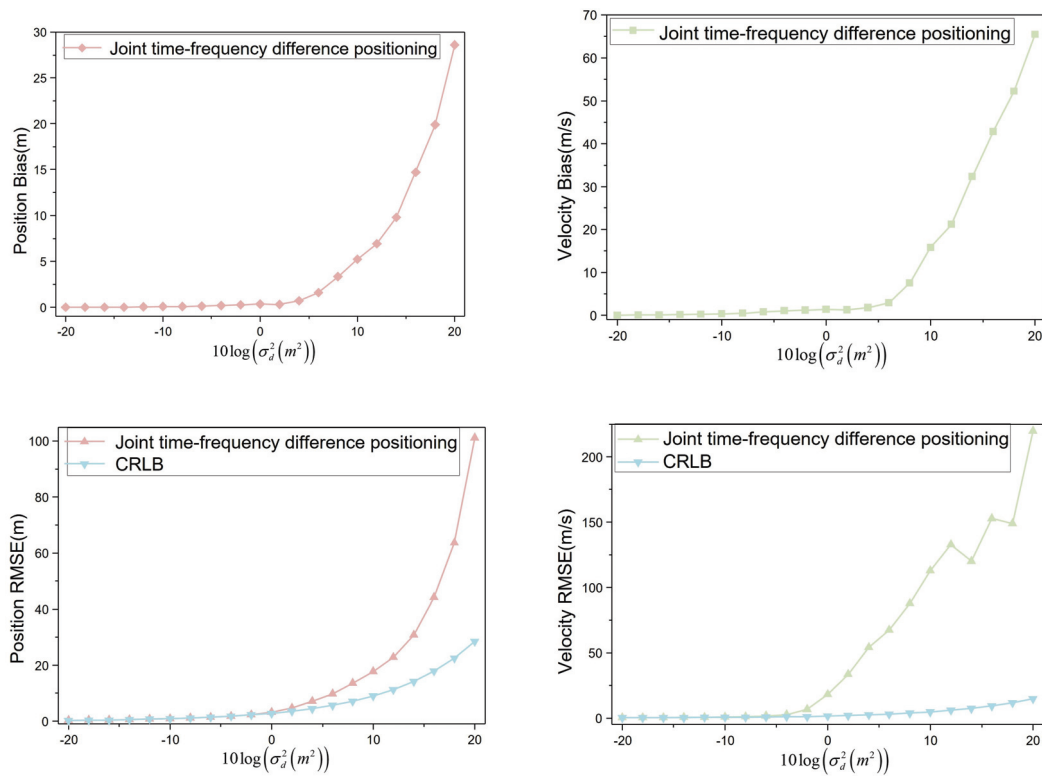 Joint time-frequency difference positioning
Position Bias(m)
30
25
20
15
10
5
0
-20 -10 0 10 20
10log(σ_d^2(m^2))
Joint time-frequency difference positioning
Velocity Bias(m/s)
70
60
50
40
30
20
10
0
-20 -10 0 10 20
10log(σ_d^2(m^2))
Joint time-frequency difference positioning
CRLB
Position RMSE(m)
100
80
60
40
20
0
-20 -10 0 10 20
10log(σ_d^2(m^2))
Joint time-frequency difference positioning
CRLB
Velocity RMSE(m/s)
200
150
100
50
0
-20 -10 0 10 20
10log(σ_d^2(m^2))